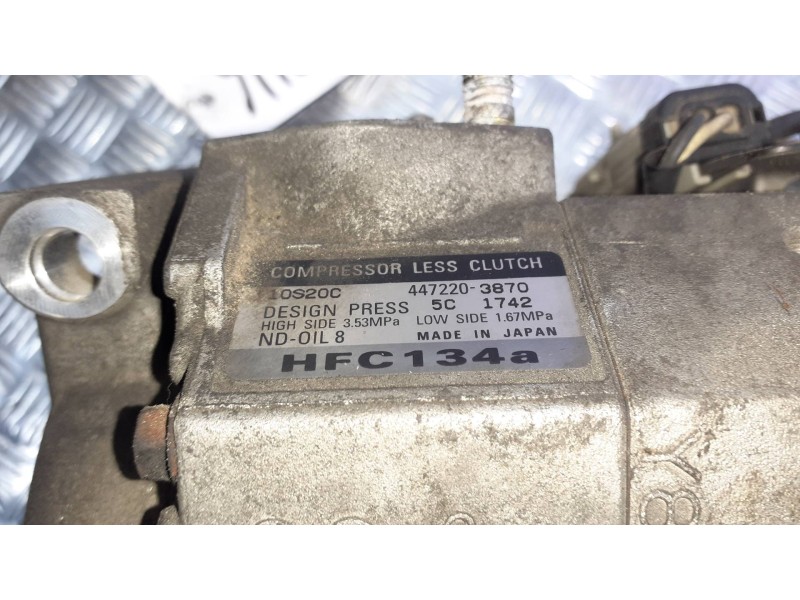 COMPRESSOR LESS CLUTCH
10S20C 447220-3870
DESIGN PRESS 5C 1742
HIGH SIDE 3.53MPa LOW SIDE 1.67MPa
ND-OIL 8 MADE IN JAPAN
HFC134a
Y8